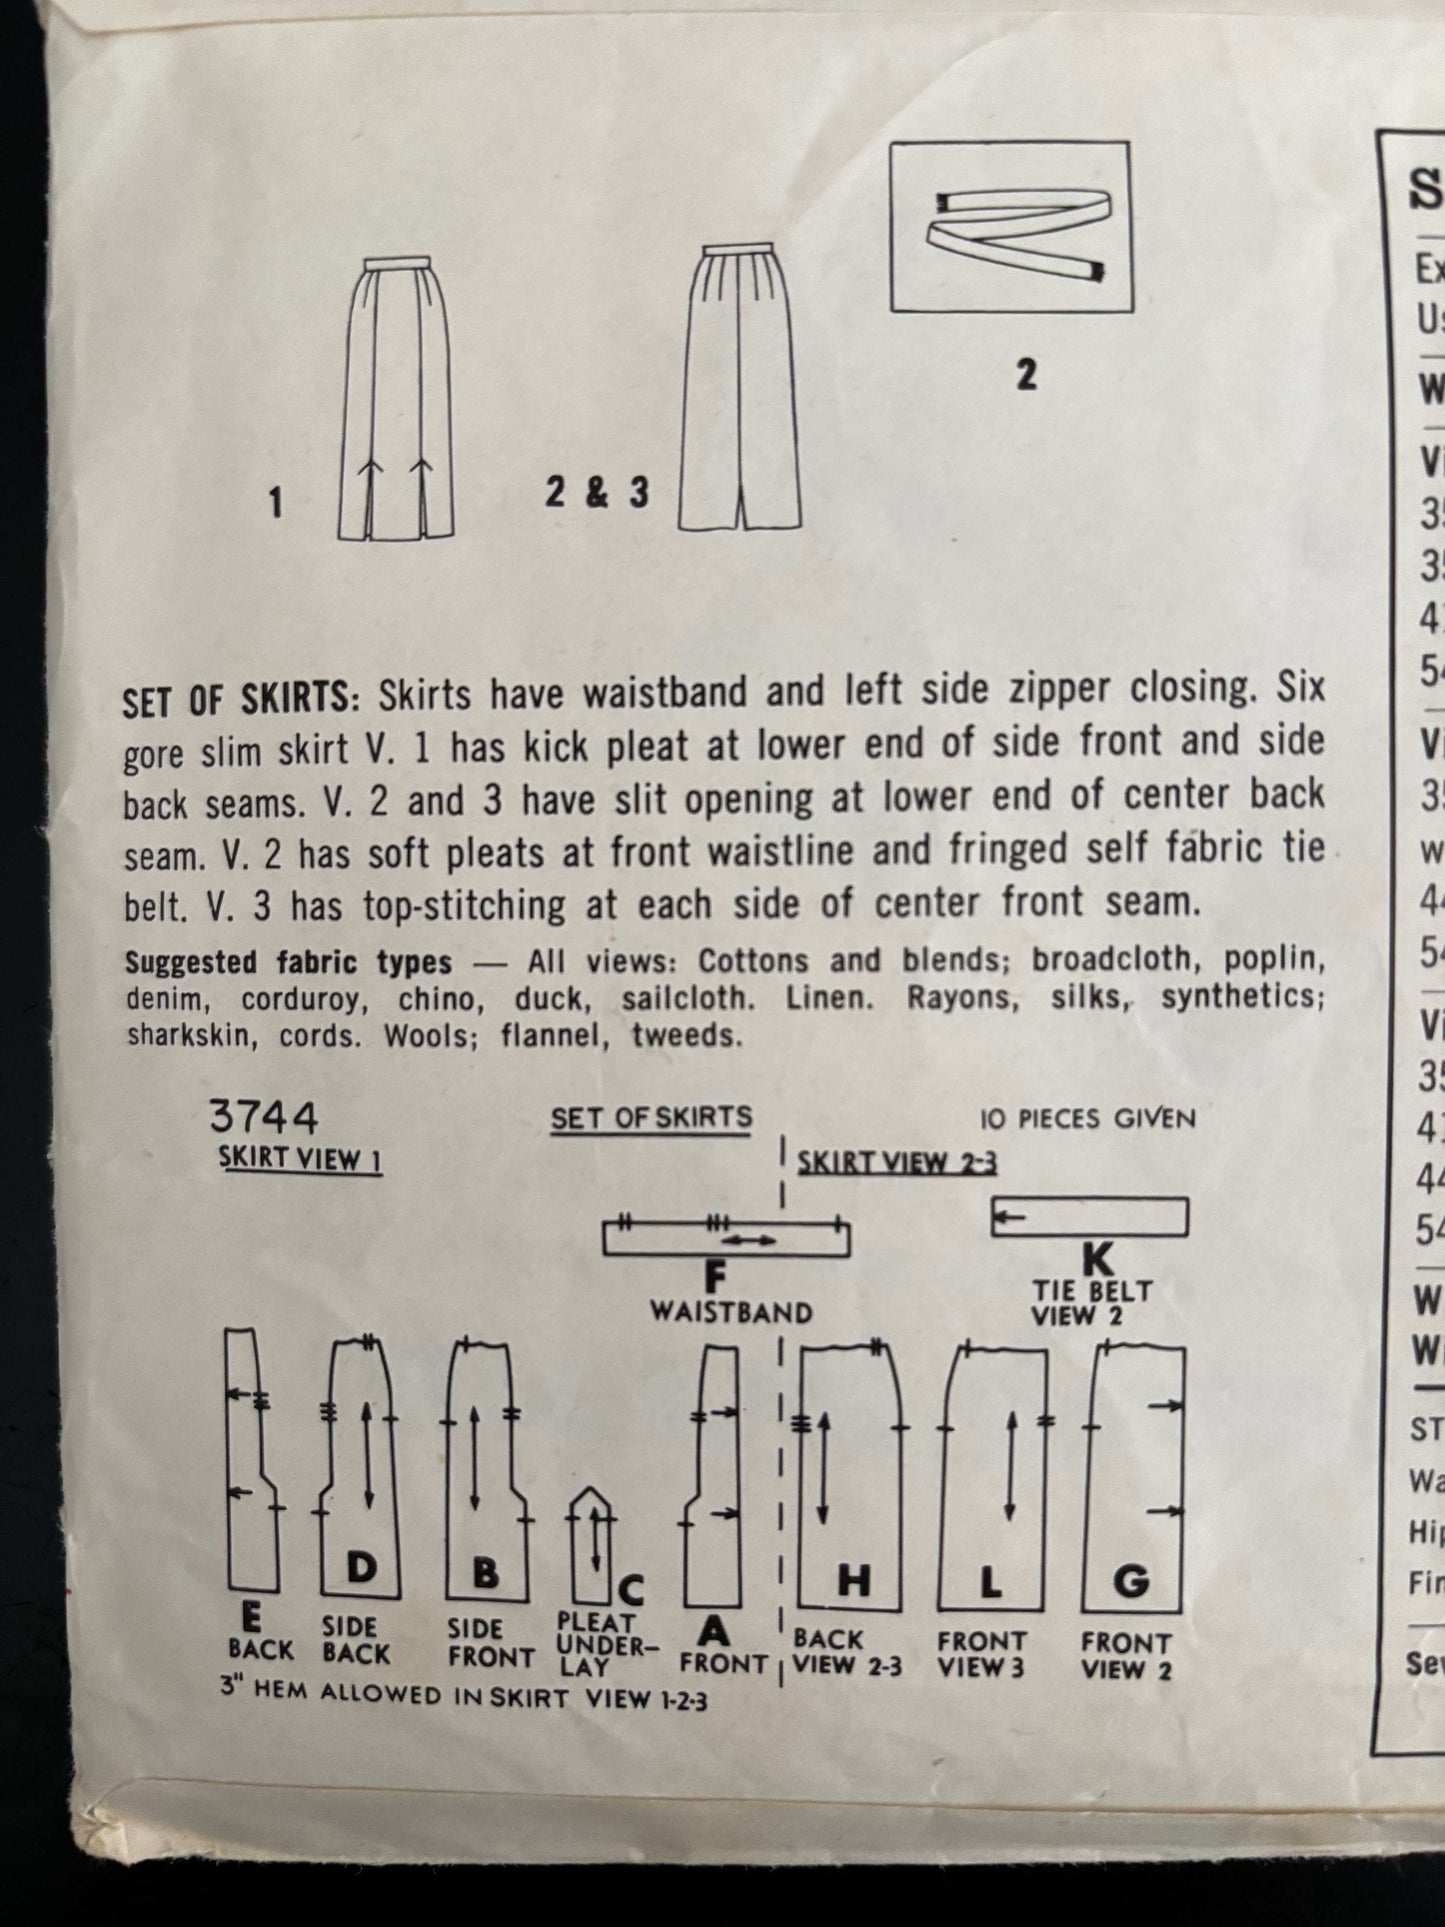 2
1
2 & 3
SET OF SKIRTS: Skirts have waistband and left side zipper closing. Six
gore slim skirt V. 1 has kick pleat at lower end of side front and side
back seams. V. 2 and 3 have slit opening at lower end of center back
seam. V. 2 has soft pleats at front waistline and fringed self fabric tie
belt. V. 3 has top-stitching at each side of center front seam.
Suggested fabric types — All views: Cottons and blends; broadcloth, poplin,
denim, corduroy, chino, duck, sailcloth. Linen. Rayons, silks, synthetics;
sharkskin, cords. Wools; flannel, tweeds.
3744
SET OF SKIRTS
10 PIECES GIVEN
SKIRT VIEW 1
SKIRT VIEW 2-3
F
WAISTBAND
K
TIE BELT
VIEW 2
E
BACK
D
SIDE
BACK
B
SIDE
FRONT
C
PLEAT
UNDER-
LAY
A
FRONT
H
BACK
VIEW 2-3
L
FRONT
VIEW 3
G
FRONT
VIEW 2
3" HEM ALLOWED IN SKIRT VIEW 1-2-3